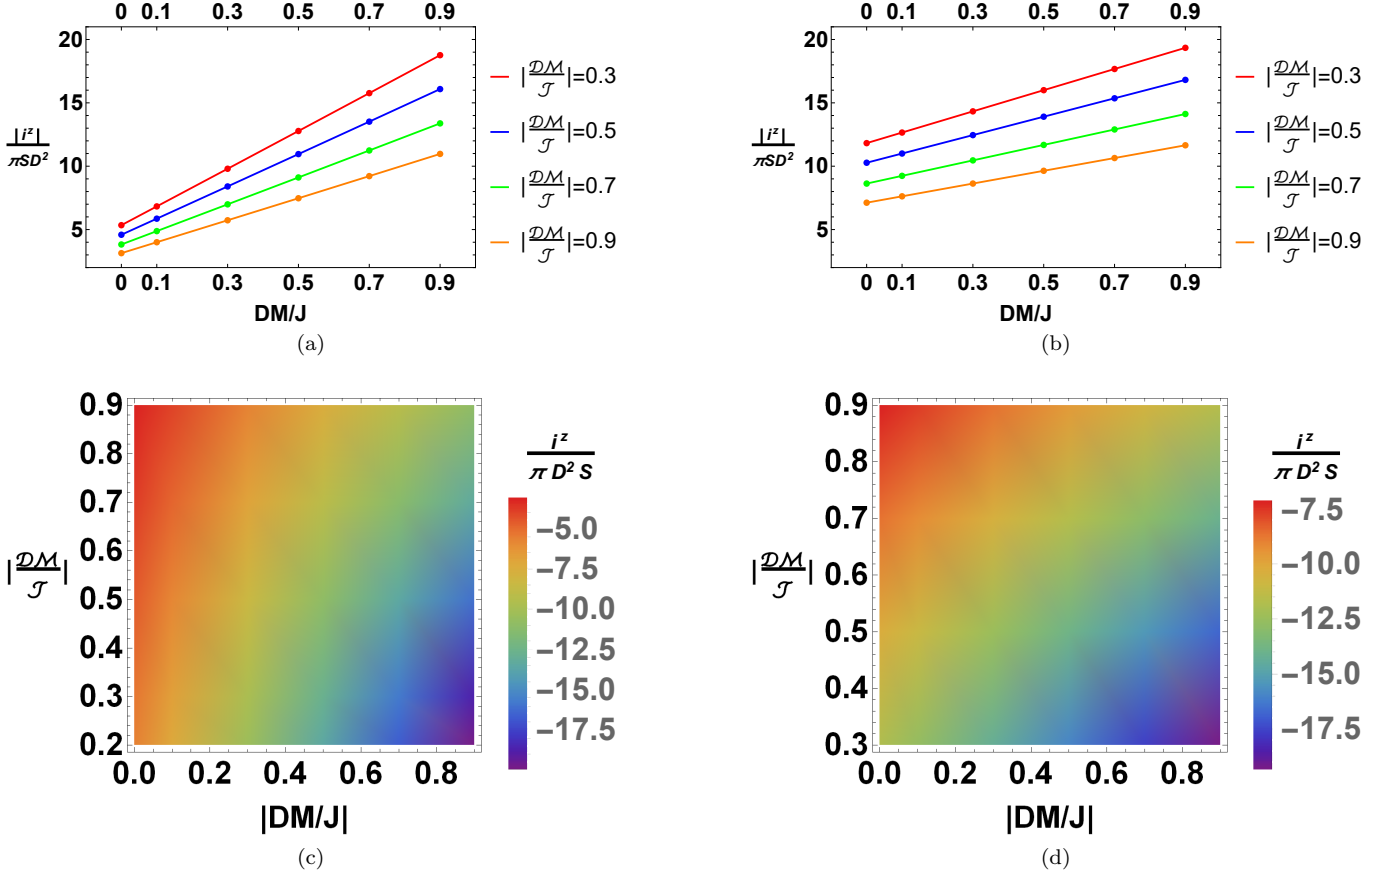 0 0.1 0.3 0.5 0.7 0.9
20
15
10
5
|i^z|
πSD²
0 0.1 0.3 0.5 0.7 0.9
DM/J
|𝒟ℳ/𝒥|=0.3
|𝒟ℳ/𝒥|=0.5
|𝒟ℳ/𝒥|=0.7
|𝒟ℳ/𝒥|=0.9
(a)
0 0.1 0.3 0.5 0.7 0.9
20
15
10
5
|i^z|
πSD²
0 0.1 0.3 0.5 0.7 0.9
DM/J
|𝒟ℳ/𝒥|=0.3
|𝒟ℳ/𝒥|=0.5
|𝒟ℳ/𝒥|=0.7
|𝒟ℳ/𝒥|=0.9
(b)
0.9
0.8
0.7
0.6
0.5
0.4
0.3
0.2
|𝒟ℳ/𝒥|
0.0 0.2 0.4 0.6 0.8
|DM/J|
i^z
π D² S
−5.0
−7.5
−10.0
−12.5
−15.0
−17.5
(c)
0.9
0.8
0.7
0.6
0.5
0.4
0.3
|𝒟ℳ/𝒥|
0.0 0.2 0.4 0.6 0.8
|DM/J|
i^z
π D² S
−7.5
−10.0
−12.5
−15.0
−17.5
(d)